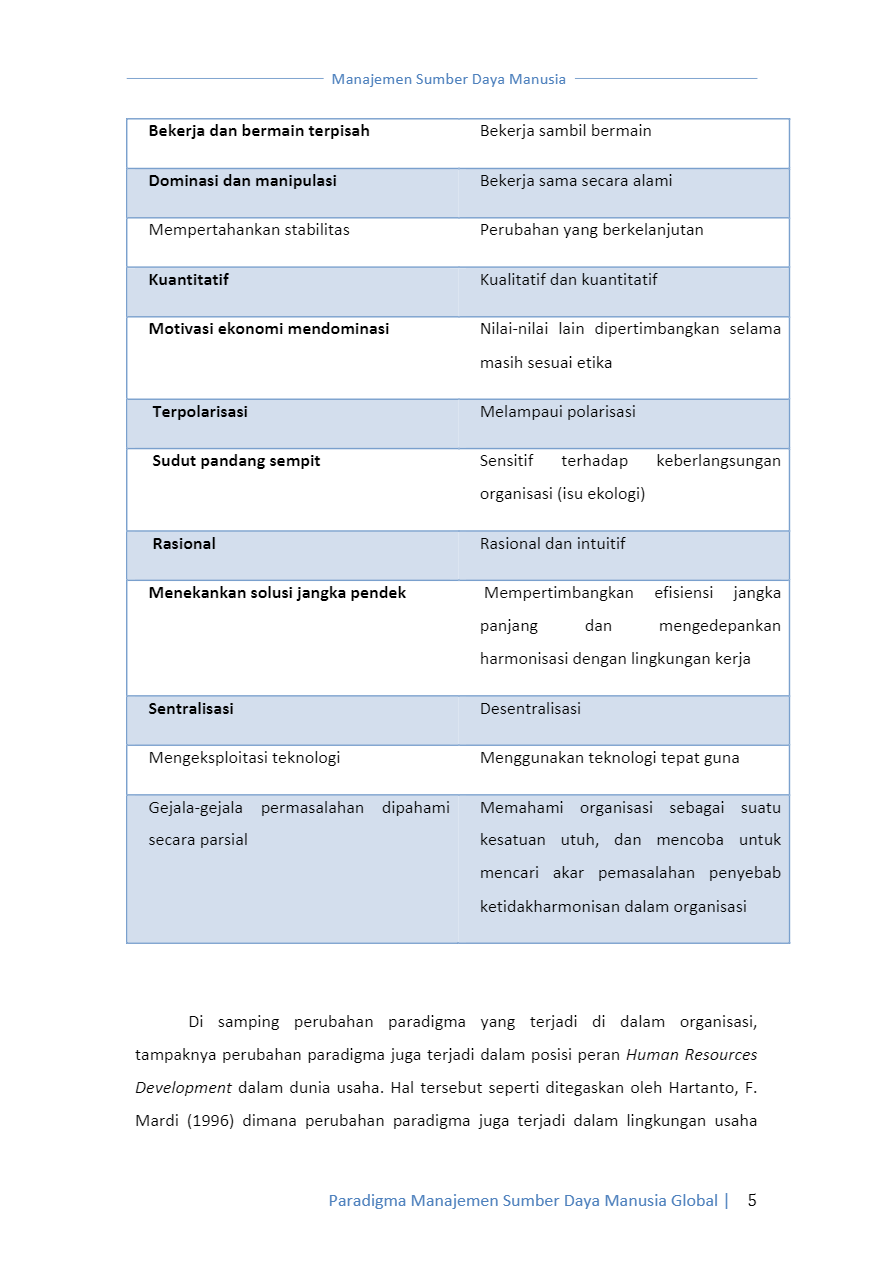 Manajemen Sumber Daya Manusia
Bekerja dan bermain terpisah
Bekerja sambil bermain
Dominasi dan manipulasi
Bekerja sama secara alami
Mempertahankan stabilitas
Perubahan yang berkelanjutan
Kuantitatif
Kualitatif dan kuantitatif
Motivasi ekonomi mendominasi
Nilai-nilai lain dipertimbangkan selama
masih sesuai etika
Terpolarisasi
Melampaui polarisasi
Sudut pandang sempit
Sensitif terhadap keberlangsungan
organisasi (isu ekologi)
Rasional
Rasional dan intuitif
Menekankan solusi jangka pendek
Mempertimbangkan efisiensi jangka
panjang dan mengedepankan
harmonisasi dengan lingkungan kerja
Sentralisasi
Desentralisasi
Mengeksploitasi teknologi
Menggunakan teknologi tepat guna
Gejala-gejala permasalahan dipahami
secara parsial
Memahami organisasi sebagai suatu
kesatuan utuh, dan mencoba untuk
mencari akar pemasalahan penyebab
ketidakharmonisan dalam organisasi
Di samping perubahan paradigma yang terjadi di dalam organisasi,
tampaknya perubahan paradigma juga terjadi dalam posisi peran Human Resources
Development dalam dunia usaha. Hal tersebut seperti ditegaskan oleh Hartanto, F.
Mardi (1996) dimana perubahan paradigma juga terjadi dalam lingkungan usaha
Paradigma Manajemen Sumber Daya Manusia Global | 5